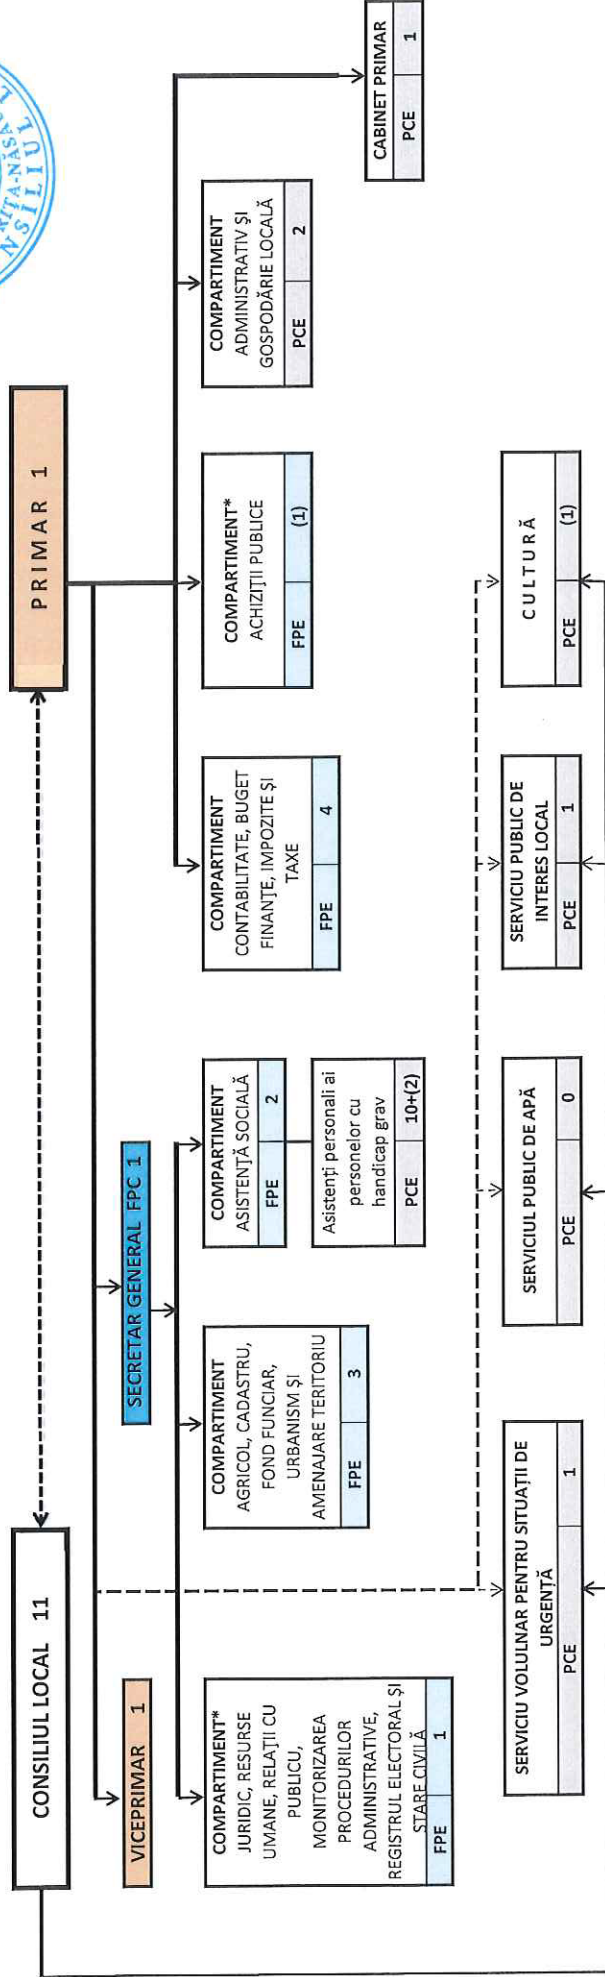 CONSILIUL LOCAL 11
PRIMAR 1
VICEPRIMAR 1
SECRETAR GENERAL FPC 1
COMPARTIMENT*
JURIDIC, RESURSE
UMANE, RELAȚII CU
PUBLICU,
MONITORIZAREA
PROCEDURILOR
ADMINISTRATIVE,
REGISTRUL ELECTORAL ȘI
STARE CIVILĂ
FPE 1
COMPARTIMENT
AGRICOL, CADASTRU,
FOND FUNCIAR,
URBANISM ȘI
AMENAJARE TERITORIU
FPE 3
COMPARTIMENT
ASISTENȚĂ SOCIALĂ
FPE 2
Asistenți personali ai
personelor cu
handicap grav
PCE 10+(2)
COMPARTIMENT
CONTABILITATE, BUGET
FINANȚE, IMPOZITE ȘI
TAXE
FPE 4
COMPARTIMENT*
ACHIZIȚII PUBLICE
FPE (1)
COMPARTIMENT
ADMINISTRATIV ȘI
GOSPODĂRIE LOCALĂ
PCE 2
CABINET PRIMAR
PCE 1
SERVICIU VOLULNAR PENTRU SITUAȚII DE
URGENȚĂ
PCE 1
SERVICIUL PUBLIC DE APĂ
PCE 0
SERVICIU PUBLIC DE
INTERES LOCAL
PCE 1
CULTURĂ
PCE (1)